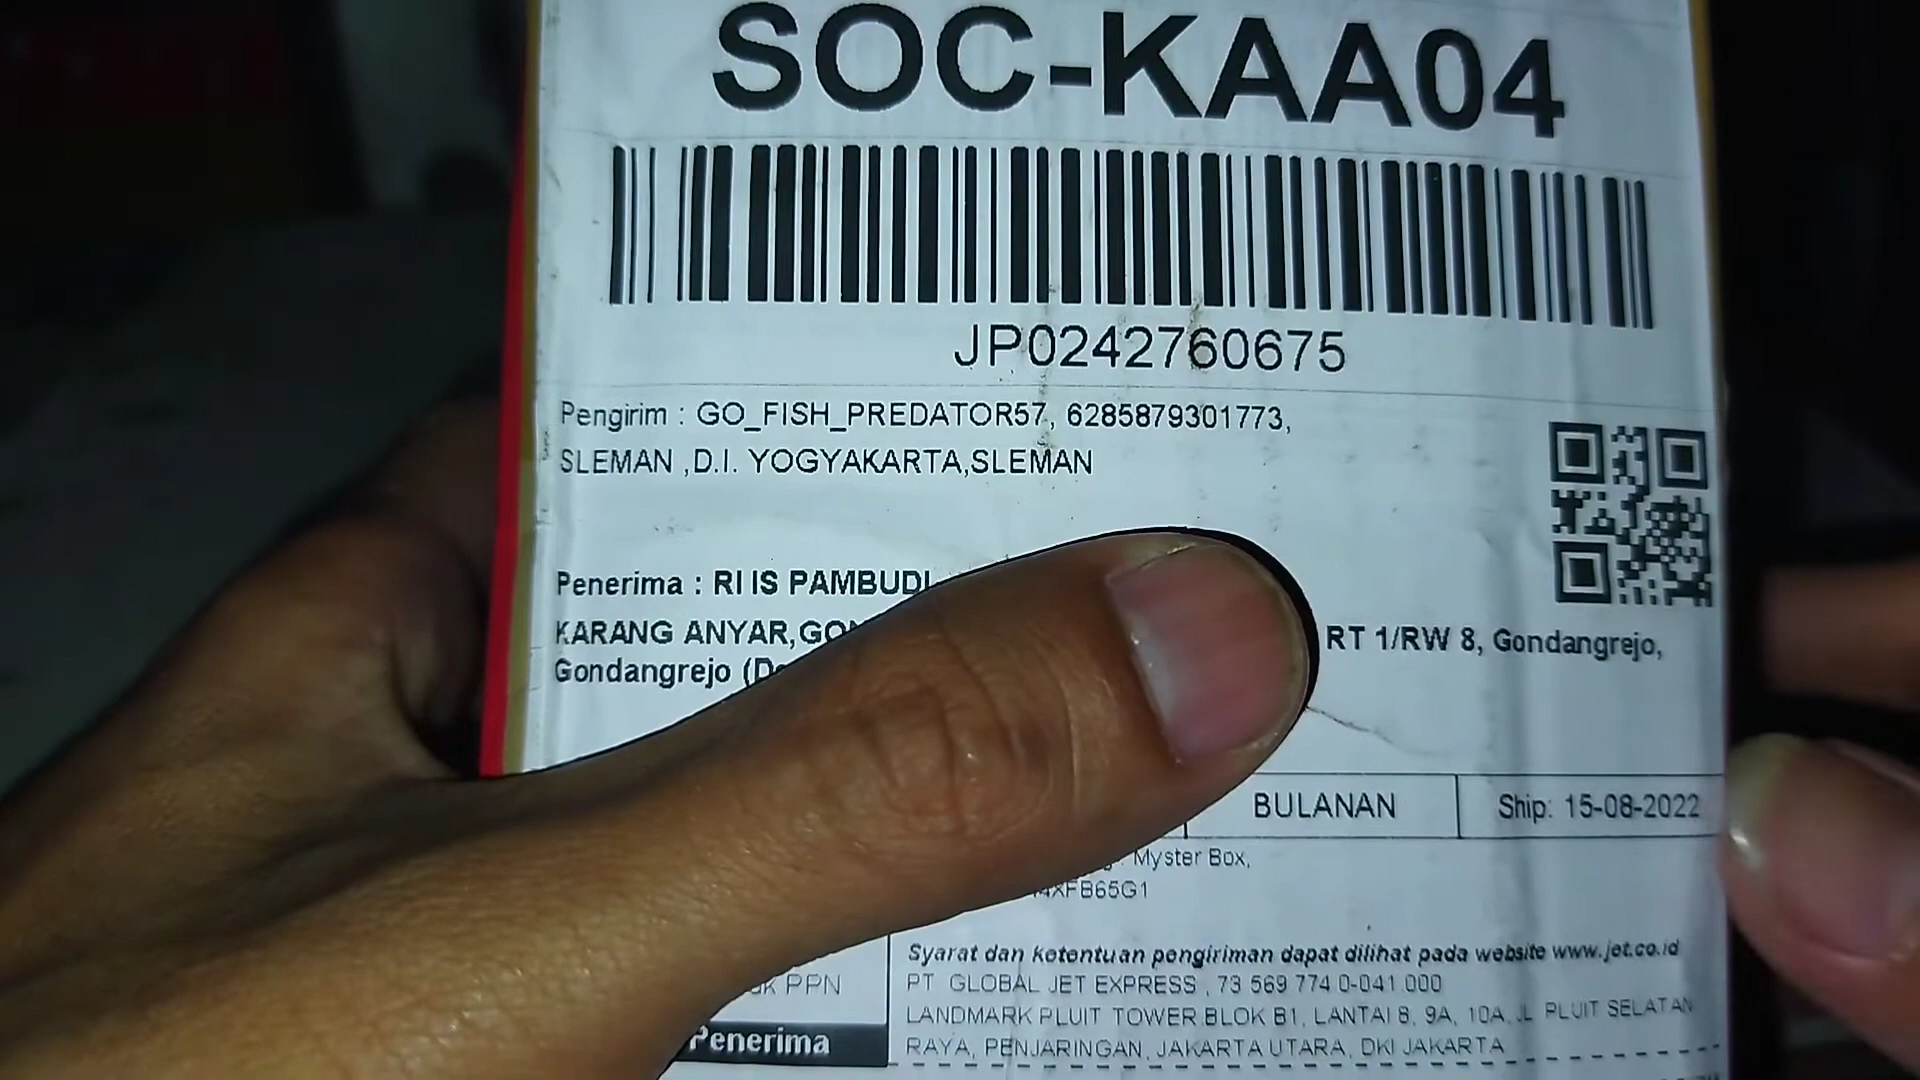 SOC-KAA04
JP0242760675
Pengirim : GO_FISH_PREDATOR57, 6285879301773,
SLEMAN ,D.I. YOGYAKARTA,SLEMAN
Penerima : RI IS PAMBUDI
KARANG ANYAR, RT 1/RW 8, Gondangrejo,
Gondangrejo
BULANAN
Ship: 15-08-2022
Myster Box,
4XFB65G1
Syarat dan ketentuan pengiriman dapat dilihat pada website www.jet.co.id
PT GLOBAL JET EXPRESS , 73 569 774 0-041 000
LANDMARK PLUIT TOWER BLOK B1, LANTAI 8, 9A, 10A, JL PLUIT SELATAN
RAYA, PENJARINGAN, JAKARTA UTARA, DKI JAKARTA
PPN
Penerima